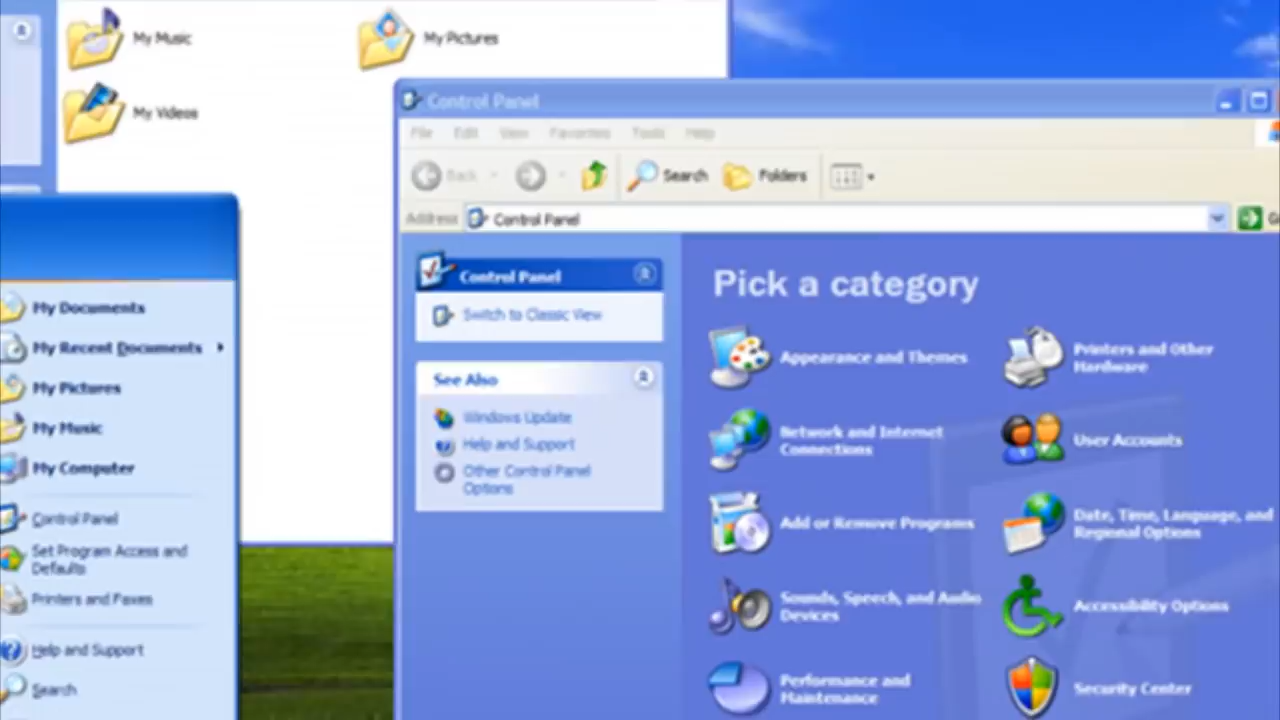 My Music
My Pictures
My Videos
Control Panel
File Edit View Favorites Tools Help
Back Search Folders
Address Control Panel
Control Panel
Switch to Classic View
See Also
Windows Update
Help and Support
Other Control Panel
Options
Pick a category
Appearance and Themes
Printers and Other
Hardware
Network and Internet
Connections
User Accounts
Add or Remove Programs
Date, Time, Language, and
Regional Options
Sounds, Speech, and Audio
Devices
Accessibility Options
Performance and
Maintenance
Security Center
My Documents
My Recent Documents
My Pictures
My Music
My Computer
Control Panel
Set Program Access and
Defaults
Printers and Faxes
Help and Support
Search